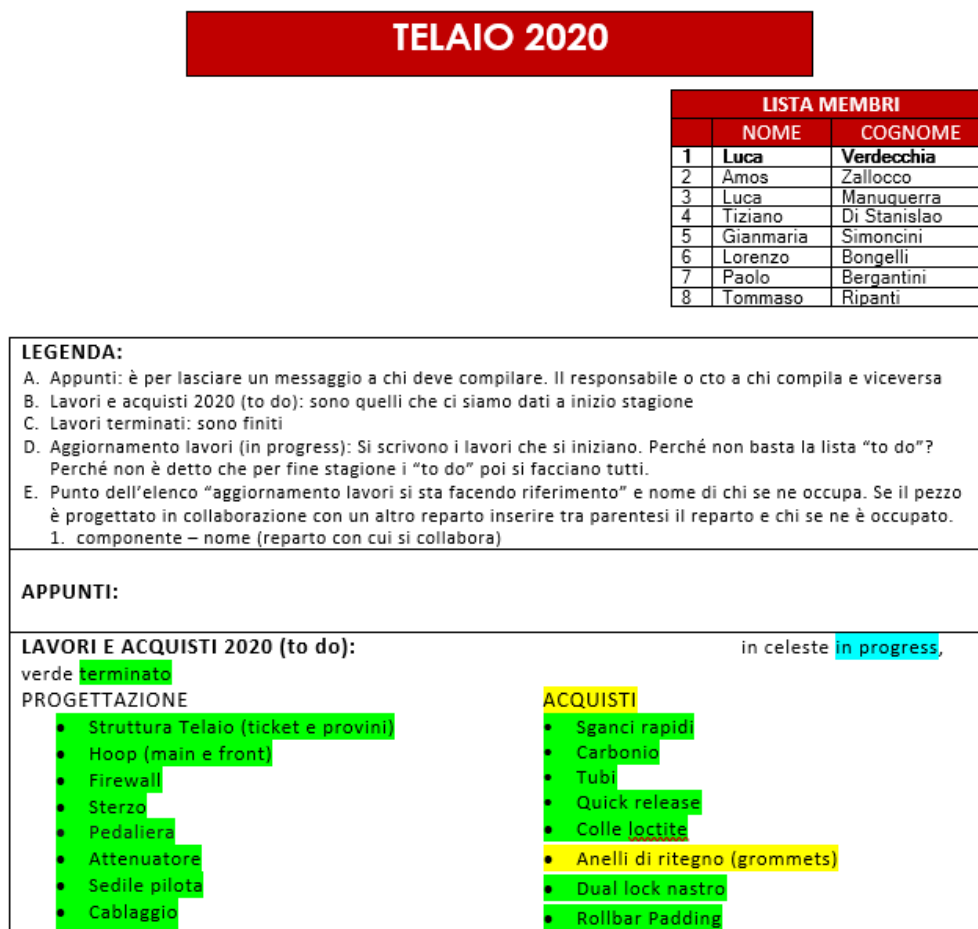 TELAIO 2020
LISTA MEMBRI
NOME COGNOME
1 Luca Verdecchia
2 Amos Zallocco
3 Luca Manuquerra
4 Tiziano Di Stanislao
5 Gianmaria Simoncini
6 Lorenzo Bongelli
7 Paolo Bergantini
8 Tommaso Ripanti
LEGENDA:
A. Appunti: è per lasciare un messaggio a chi deve compilare. Il responsabile o cto a chi compila e viceversa
B. Lavori e acquisti 2020 (to do): sono quelli che ci siamo dati a inizio stagione
C. Lavori terminati: sono finiti
D. Aggiornamento lavori (in progress): Si scrivono i lavori che si iniziano. Perché non basta la lista “to do”?
Perché non è detto che per fine stagione i “to do” poi si facciano tutti.
E. Punto dell’elenco “aggiornamento lavori si sta facendo riferimento” e nome di chi se ne occupa. Se il pezzo
è progettato in collaborazione con un altro reparto inserire tra parentesi il reparto e chi se ne è occupato.
1. componente – nome (reparto con cui si collabora)
APPUNTI:
LAVORI E ACQUISTI 2020 (to do): in celeste in progress,
verde terminato
PROGETTAZIONE
• Struttura Telaio (ticket e provini)
• Hoop (main e front)
• Firewall
• Sterzo
• Pedaliera
• Attenuatore
• Sedile pilota
• Cablaggio
ACQUISTI
• Sganci rapidi
• Carbonio
• Tubi
• Quick release
• Colle loctite
• Anelli di ritegno (grommets)
• Dual lock nastro
• Rollbar Padding